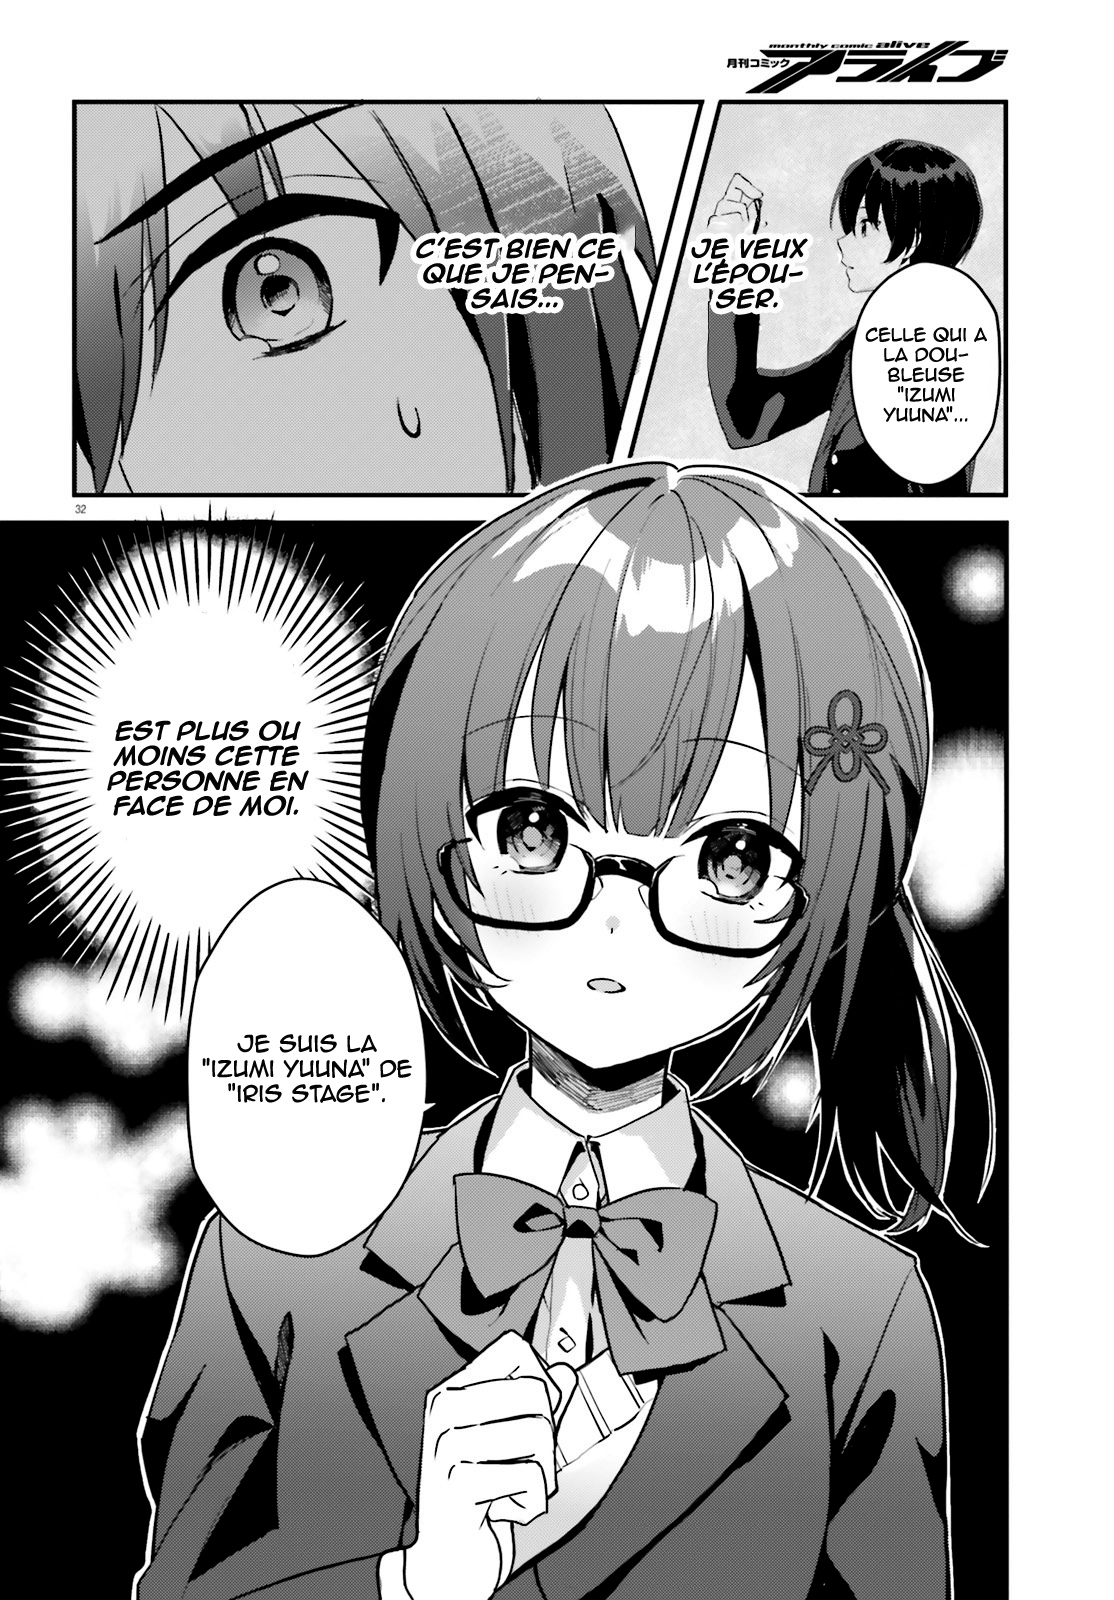 monthly comic alive
月刊コミック
アライブ
CELLE QUI A
LA DOU-
BLEUSE
"IZUMI
YUUNA"...
JE VEUX
L'ÉPOU-
SER.
C'EST BIEN CE
QUE JE PEN-
SAIS...
32
EST PLUS OU
MOINS CETTE
PERSONNE EN
FACE DE MOI.
JE SUIS LA
"IZUMI YUUNA" DE
"IRIS STAGE".